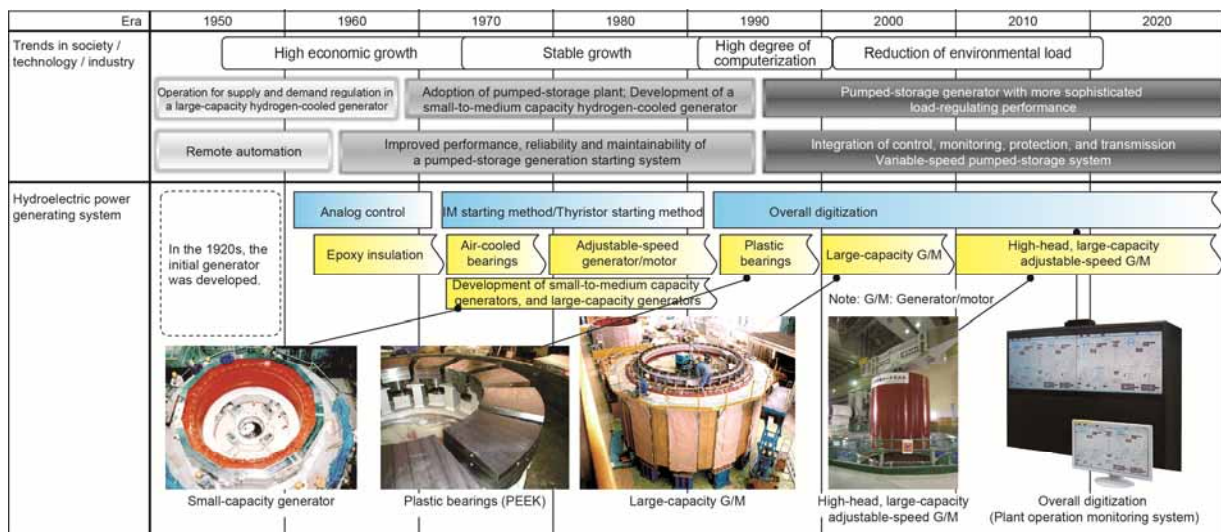 Era
1950
1960
1970
1980
1990
2000
2010
2020
Trends in society /
technology / industry
High economic growth
Stable growth
High degree of
computerization
Reduction of environmental load
Operation for supply and demand regulation in
a large-capacity hydrogen-cooled generator
Adoption of pumped-storage plant; Development of a
small-to-medium capacity hydrogen-cooled generator
Pumped-storage generator with more sophisticated
load-regulating performance
Remote automation
Improved performance, reliability and maintainability of
a pumped-storage generation starting system
Integration of control, monitoring, protection, and transmission
Variable-speed pumped-storage system
Hydroelectric power
generating system
In the 1920s, the
initial generator
was developed.
Analog control
IM starting method/Thyristor starting method
Overall digitization
Epoxy insulation
Air-cooled
bearings
Adjustable-speed
generator/motor
Plastic
bearings
Large-capacity G/M
High-head, large-capacity
adjustable-speed G/M
Development of small-to-medium capacity
generators, and large-capacity generators
Note: G/M: Generator/motor
Small-capacity generator
Plastic bearings (PEEK)
Large-capacity G/M
High-head, large-capacity
adjustable-speed G/M
Overall digitization
(Plant operation monitoring system)